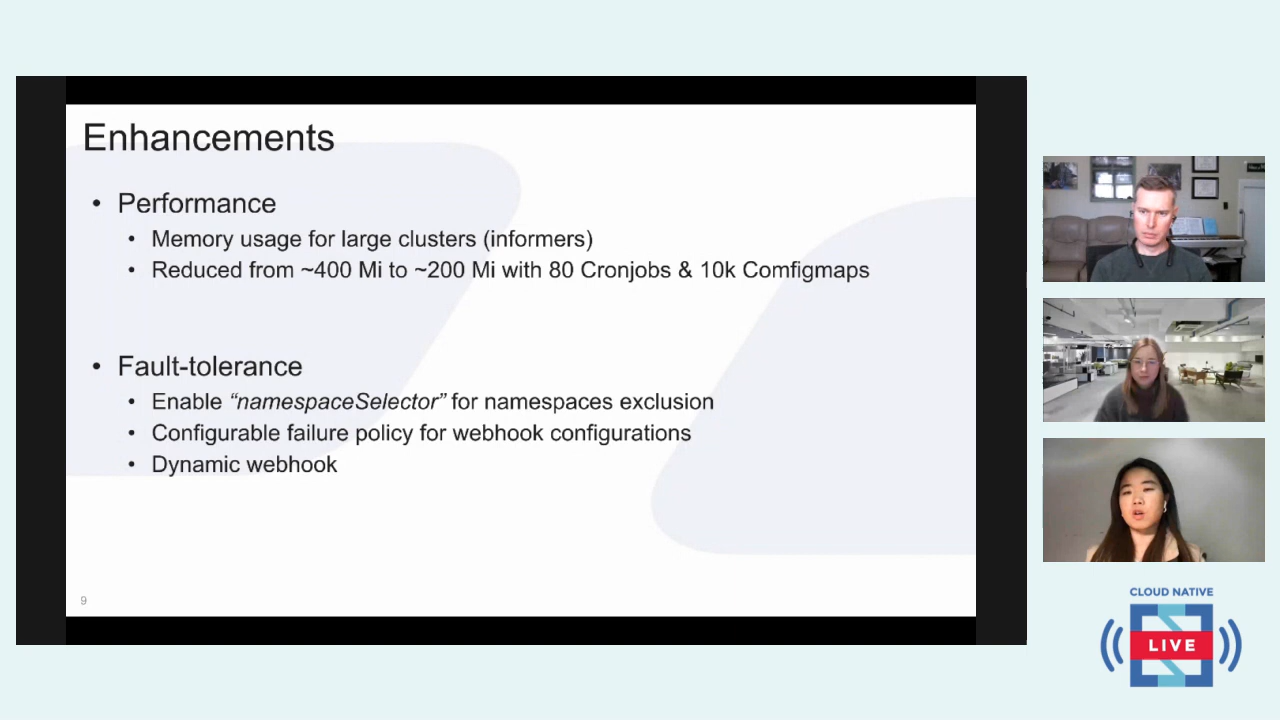 Enhancements
• Performance
• Memory usage for large clusters (informers)
• Reduced from ~400 Mi to ~200 Mi with 80 Cronjobs & 10k Comfigmaps
• Fault-tolerance
• Enable “namespaceSelector” for namespaces exclusion
• Configurable failure policy for webhook configurations
• Dynamic webhook
9
CLOUD NATIVE
LIVE